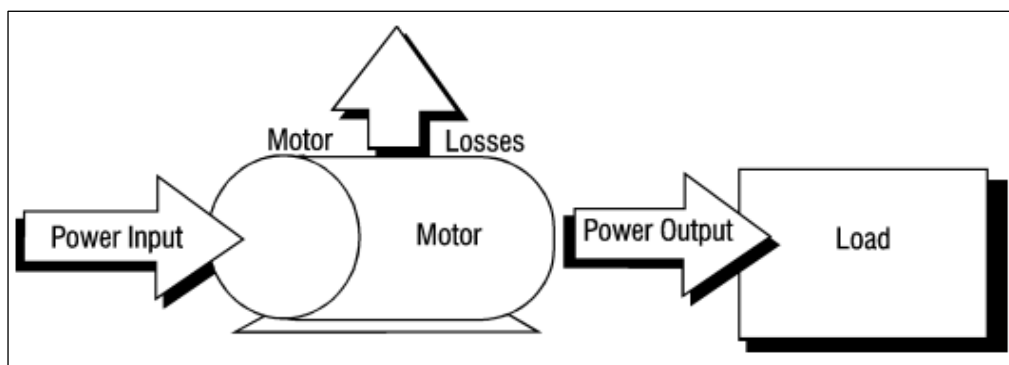 Motor Losses
Power Input
Motor
Power Output
Load